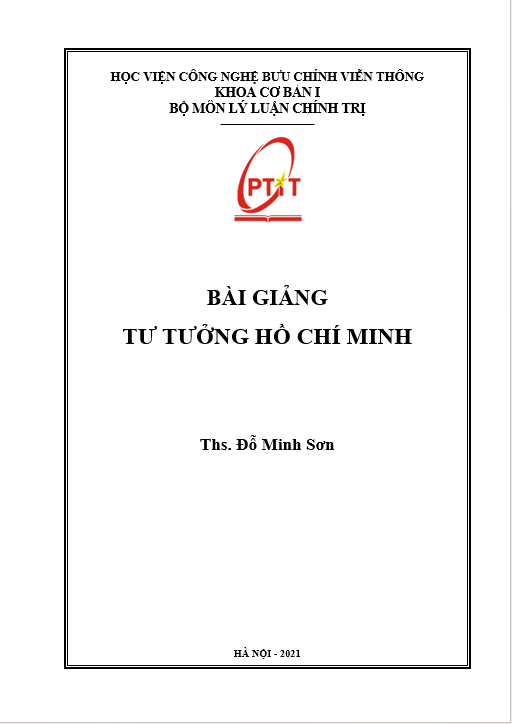 HỌC VIỆN CÔNG NGHỆ BƯU CHÍNH VIỄN THÔNG
KHOA CƠ BẢN I
BỘ MÔN LÝ LUẬN CHÍNH TRỊ
PTIT
BÀI GIẢNG
TƯ TƯỞNG HỒ CHÍ MINH
Ths. Đỗ Minh Sơn
HÀ NỘI - 2021